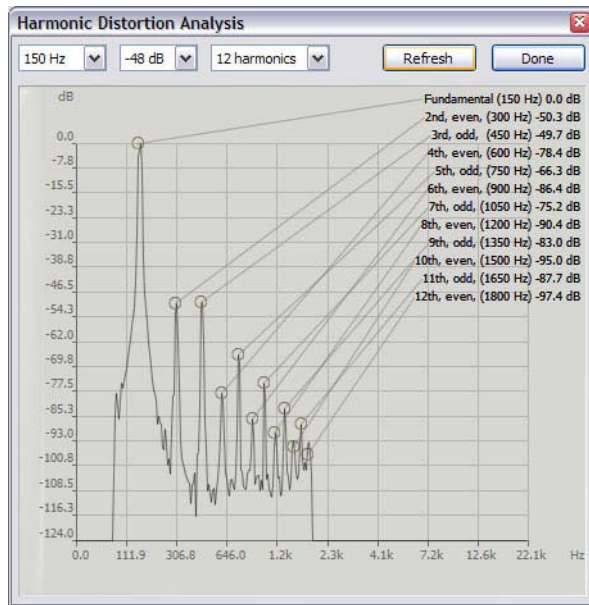 Harmonic Distortion Analysis
150 Hz -48 dB 12 harmonics Refresh Done
dB
Fundamental (150 Hz) 0.0 dB
2nd, even, (300 Hz) -50.3 dB
3rd, odd, (450 Hz) -49.7 dB
4th, even, (600 Hz) -78.4 dB
5th, odd, (750 Hz) -66.3 dB
6th, even, (900 Hz) -86.4 dB
7th, odd, (1050 Hz) -75.2 dB
8th, even, (1200 Hz) -90.4 dB
9th, odd, (1350 Hz) -83.0 dB
10th, even, (1500 Hz) -95.0 dB
11th, odd, (1650 Hz) -87.7 dB
12th, even, (1800 Hz) -97.4 dB
0.0
-7.8
-15.5
-23.3
-31.0
-38.8
-46.5
-54.3
-62.0
-69.8
-77.5
-85.3
-93.0
-100.8
-108.5
-116.3
-124.0
0.0 111.9 306.8 646.0 1.2k 2.3k 4.1k 7.2k 12.6k 22.1k Hz